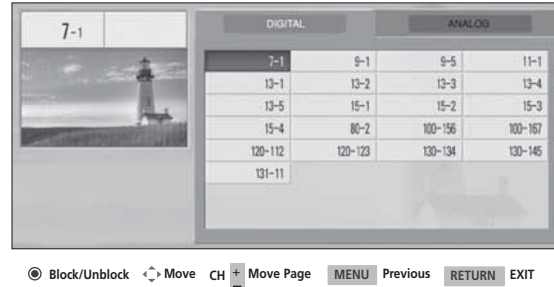 7-1
DIGITAL ANALOG
7-1 9-1 9-5 11-1
13-1 13-2 13-3 13-4
13-5 15-1 15-2 15-3
15-4 80-2 100-156 100-167
120-112 120-123 130-134 130-145
131-11
Block/Unblock Move CH + - Move Page MENU Previous RETURN EXIT